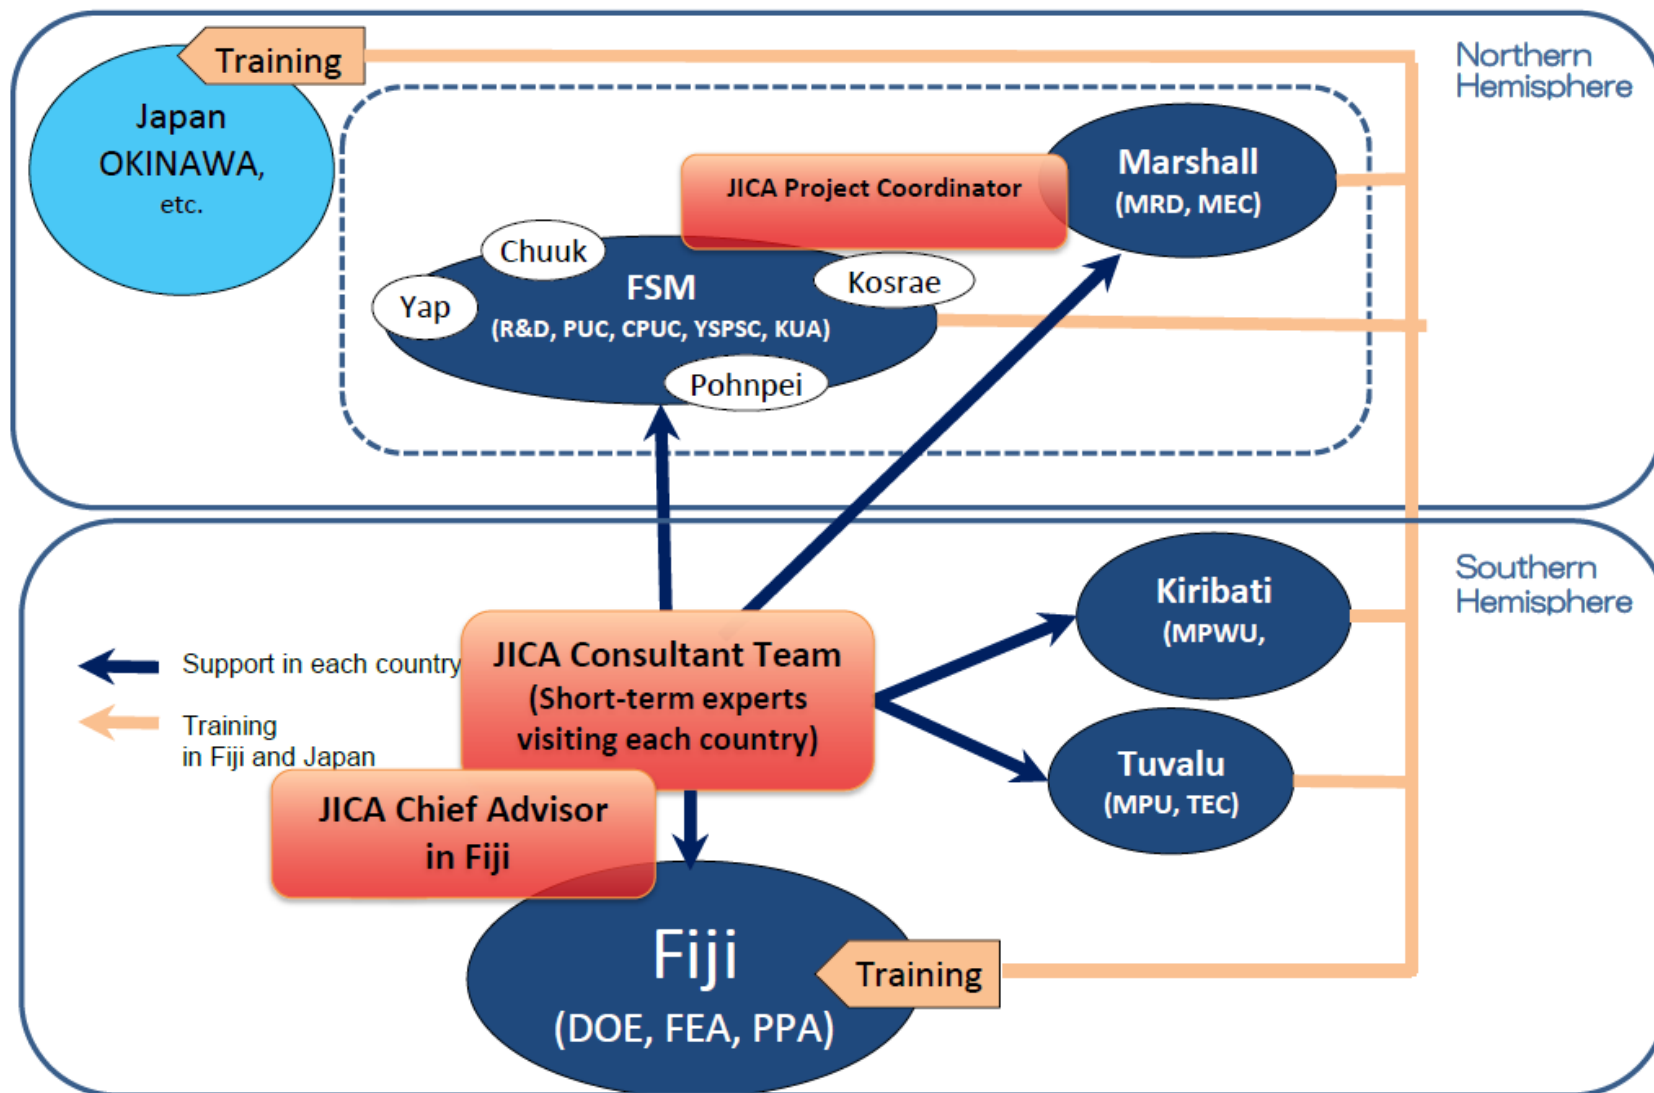 Training
Northern
Hemisphere
Japan
OKINAWA,
etc.
Marshall
(MRD, MEC)
JICA Project Coordinator
Chuuk
Yap
FSM
(R&D, PUC, CPUC, YSPSC, KUA)
Kosrae
Pohnpei
Southern
Hemisphere
Kiribati
(MPWU,
Support in each country
Training
in Fiji and Japan
JICA Consultant Team
(Short-term experts
visiting each country)
Tuvalu
(MPU, TEC)
JICA Chief Advisor
in Fiji
Fiji
(DOE, FEA, PPA)
Training